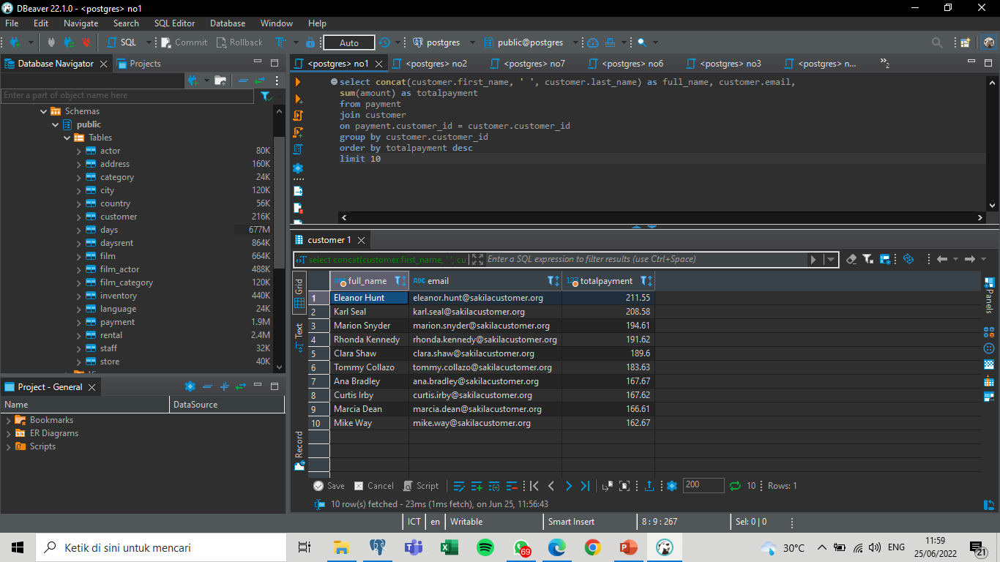 DBeaver 22.1.0 - <postgres> no1
File Edit Navigate Search SQL Editor Database Window Help
SQL Commit Rollback Auto postgres public@postgres
Database Navigator Projects
Enter a part of object name here
Schemas
public
Tables
actor 80K
address 160K
category 24K
city 120K
country 56K
customer 216K
days 677M
daysrent 864K
film 664K
film_actor 488K
film_category 120K
inventory 440K
language 24K
payment 1.9M
rental 2.4M
staff 32K
store 40K
Project - General
Name DataSource
Bookmarks
ER Diagrams
Scripts
<postgres> no1 <postgres> no2 <postgres> no7 <postgres> no6 <postgres> no3 <postgres> n... »2
select concat(customer.first_name, ' ', customer.last_name) as full_name, customer.email,
sum(amount) as totalpayment
from payment
join customer
on payment.customer_id = customer.customer_id
group by customer.customer_id
order by totalpayment desc
limit 10
customer 1
select concat(customer.first_name, ' ', cu Enter a SQL expression to filter results (use Ctrl+Space)
Grid
Text
Record
Panels
full_name ABC email 123 totalpayment
1 Eleanor Hunt eleanor.hunt@sakilacustomer.org 211.55
2 Karl Seal karl.seal@sakilacustomer.org 208.58
3 Marion Snyder marion.snyder@sakilacustomer.org 194.61
4 Rhonda Kennedy rhonda.kennedy@sakilacustomer.org 191.62
5 Clara Shaw clara.shaw@sakilacustomer.org 189.6
6 Tommy Collazo tommy.collazo@sakilacustomer.org 183.63
7 Ana Bradley ana.bradley@sakilacustomer.org 167.67
8 Curtis Irby curtis.irby@sakilacustomer.org 167.62
9 Marcia Dean marcia.dean@sakilacustomer.org 166.61
10 Mike Way mike.way@sakilacustomer.org 162.67
Save Cancel Script 200 10 Rows: 1
10 row(s) fetched - 23ms (1ms fetch), on Jun 25, 11:56:43
ICT en Writable Smart Insert 8 : 9 : 267 Sel: 0 | 0
Ketik di sini untuk mencari
69
30°C ENG
11:59
25/06/2022
21